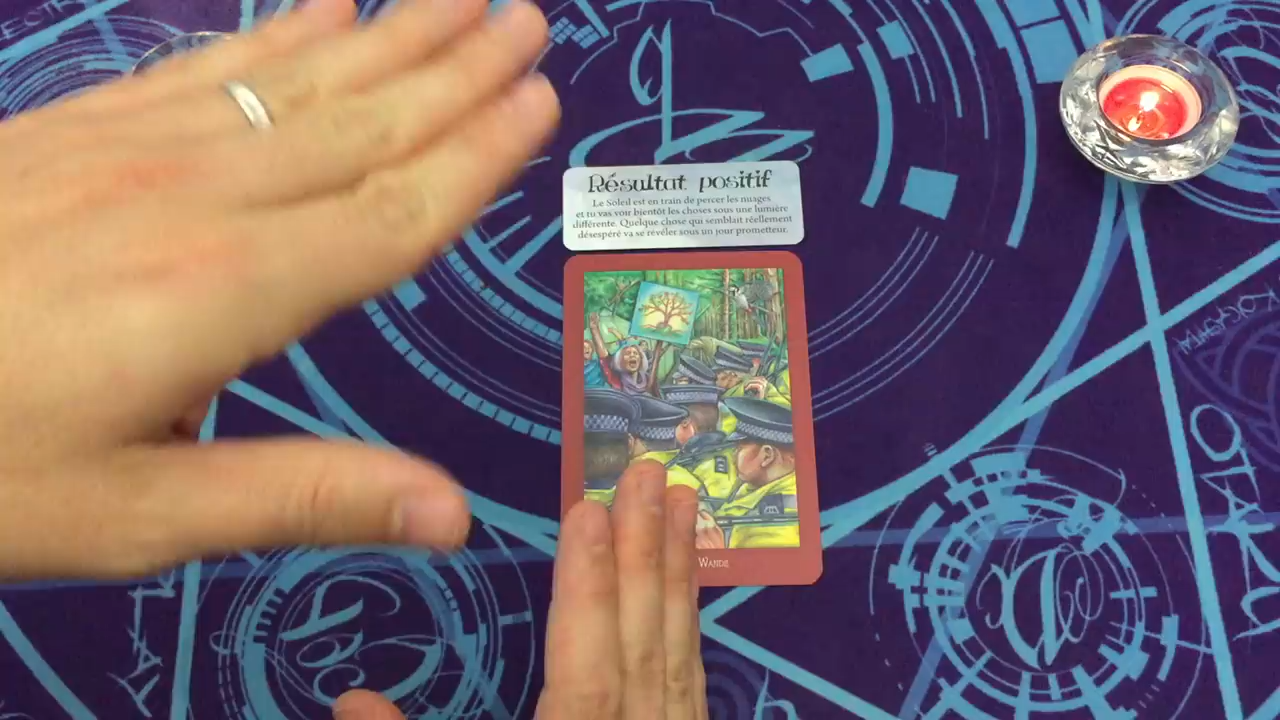 Résultat positif
Le Soleil est en train de percer les nuages
et tu vas voir bientôt les choses sous une lumière
différente. Quelque chose qui semblait réellement
désespéré va se révéler sous un jour prometteur.
Wands